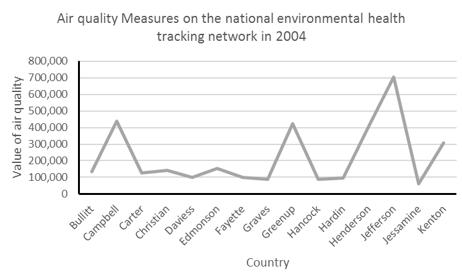 Air quality Measures on the national environmental health
tracking network in 2004
Value of air quality
800,000
700,000
600,000
500,000
400,000
300,000
200,000
100,000
0
Bullitt
Campbell
Carter
Christian
Daviess
Edmonson
Fayette
Graves
Greenup
Hancock
Hardin
Henderson
Jefferson
Jessamine
Kenton
Country